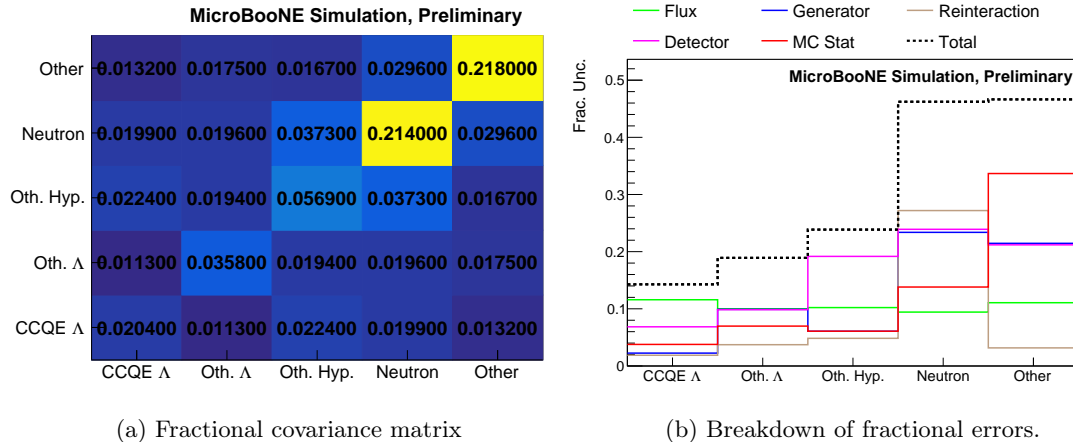 MicroBooNE Simulation, Preliminary
Other 0.013200 0.017500 0.016700 0.029600 0.218000
Neutron 0.019900 0.019600 0.037300 0.214000 0.029600
Oth. Hyp. 0.022400 0.019400 0.056900 0.037300 0.016700
Oth. Λ 0.011300 0.035800 0.019400 0.019600 0.017500
CCQE Λ 0.020400 0.011300 0.022400 0.019900 0.013200
CCQE Λ Oth. Λ Oth. Hyp. Neutron Other
(a) Fractional covariance matrix
Flux Generator Reinteraction
Detector MC Stat Total
MicroBooNE Simulation, Preliminary
Frac. Unc.
0.5
0.4
0.3
0.2
0.1
0
CCQE Λ Oth. Λ Oth. Hyp. Neutron Other
(b) Breakdown of fractional errors.